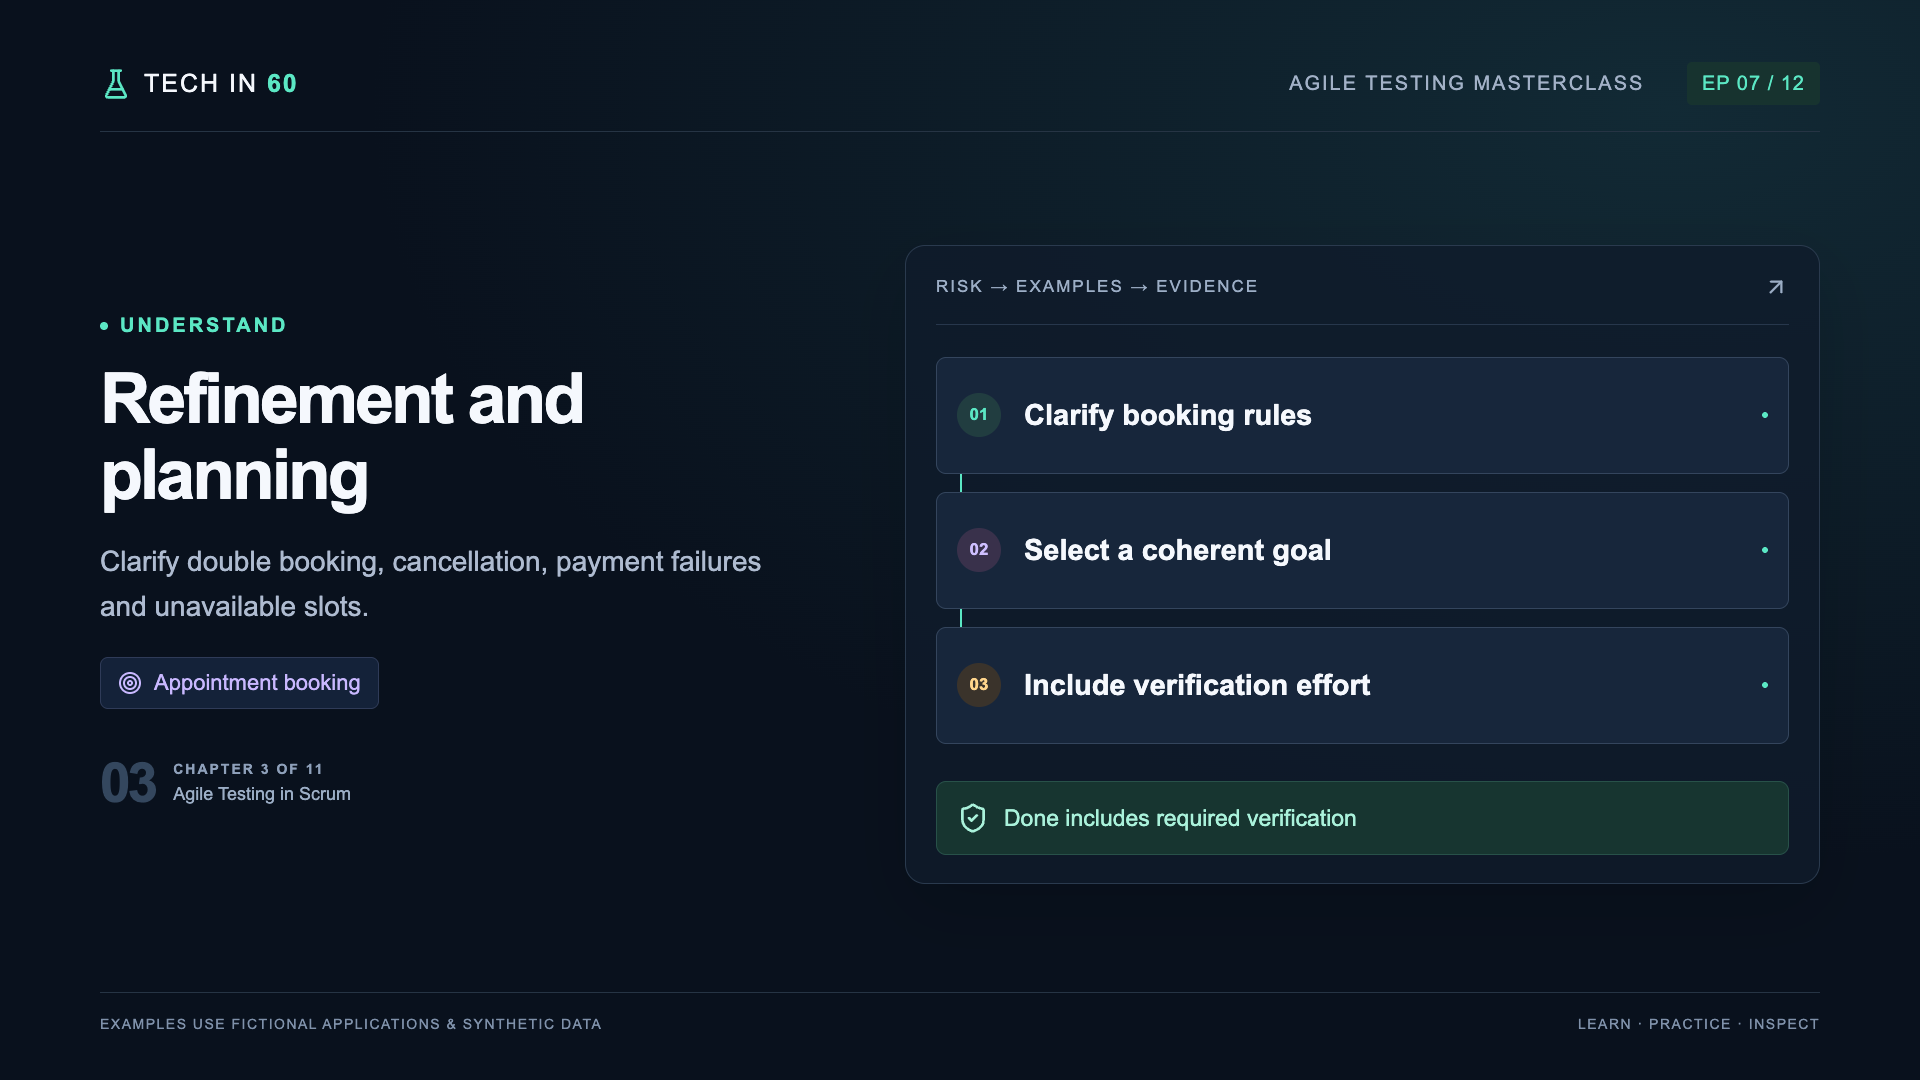 TECH IN 60
AGILE TESTING MASTERCLASS
EP 07 / 12
UNDERSTAND
Refinement and
planning
Clarify double booking, cancellation, payment failures
and unavailable slots.
Appointment booking
03
CHAPTER 3 OF 11
Agile Testing in Scrum
RISK → EXAMPLES → EVIDENCE
01 Clarify booking rules
02 Select a coherent goal
03 Include verification effort
Done includes required verification
EXAMPLES USE FICTIONAL APPLICATIONS & SYNTHETIC DATA
LEARN · PRACTICE · INSPECT